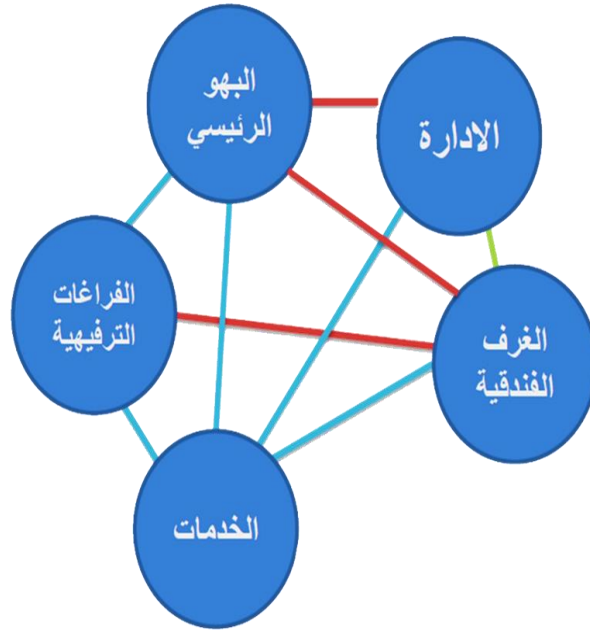 البهو
الرئيسي
الادارة
الفراغات
الترفيهية
الغرف
الفندقية
الخدمات